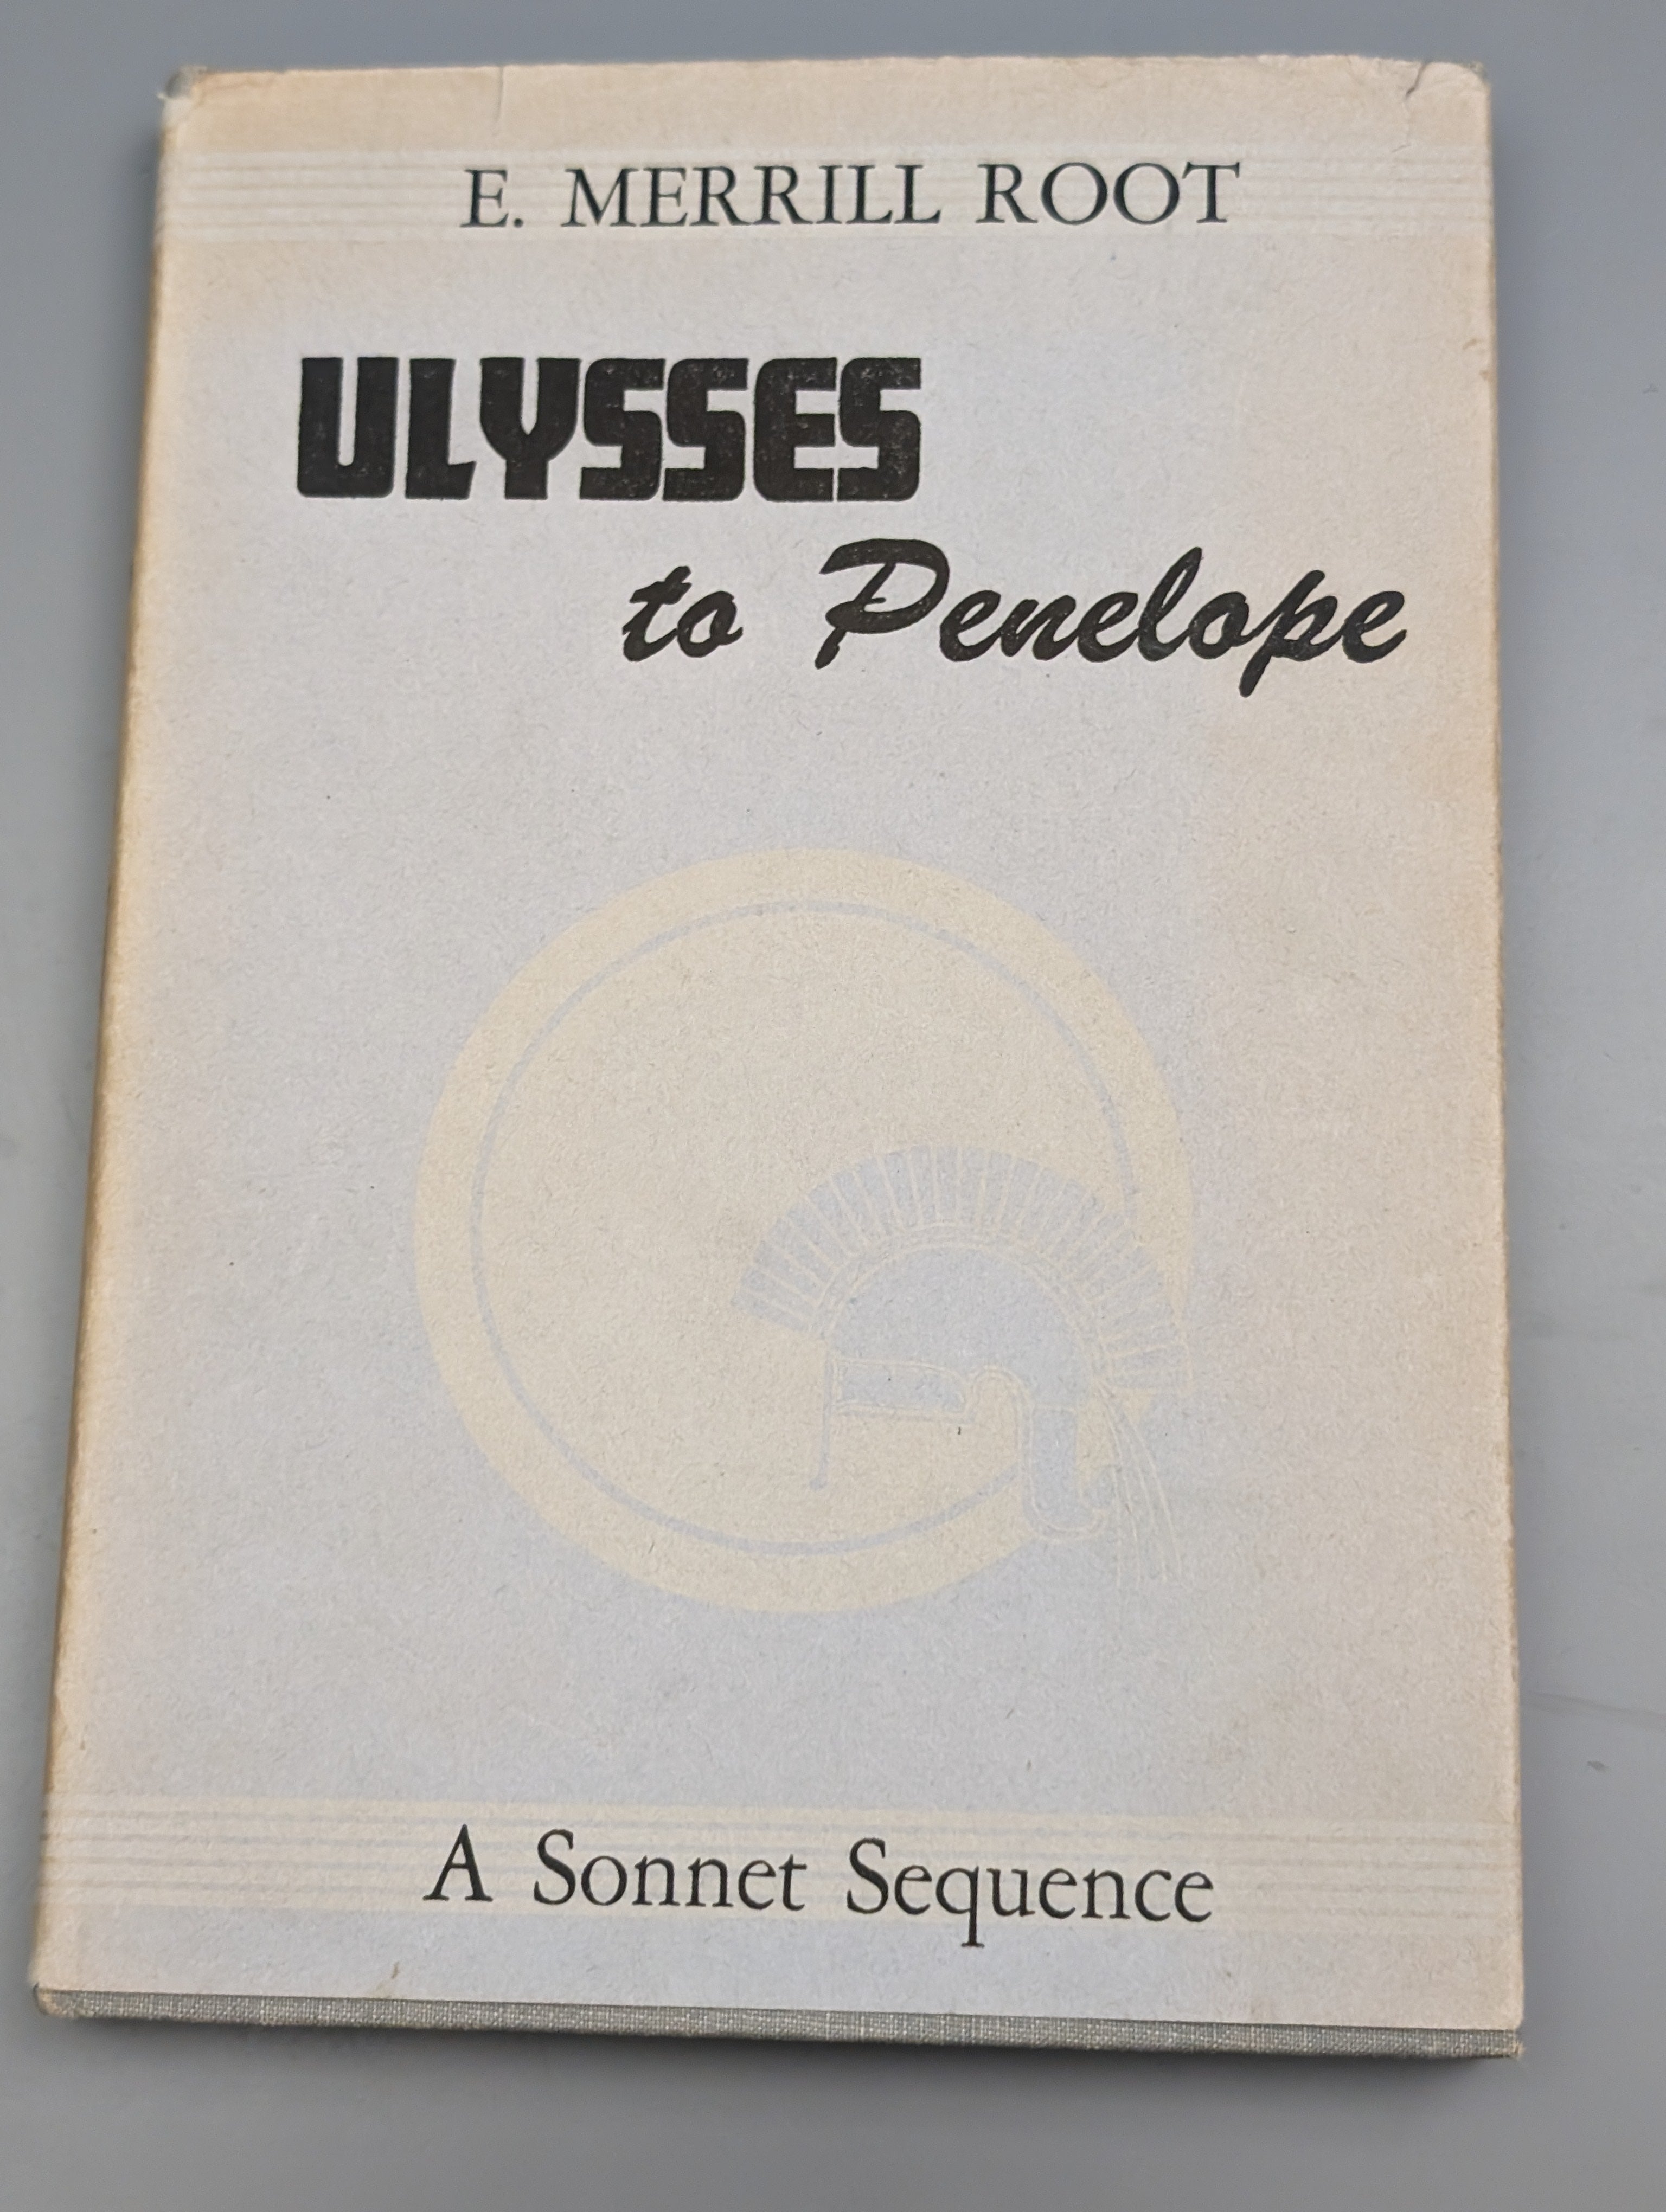 E. MERRILL ROOT
ULYSSES
to Penelope
A Sonnet Sequence